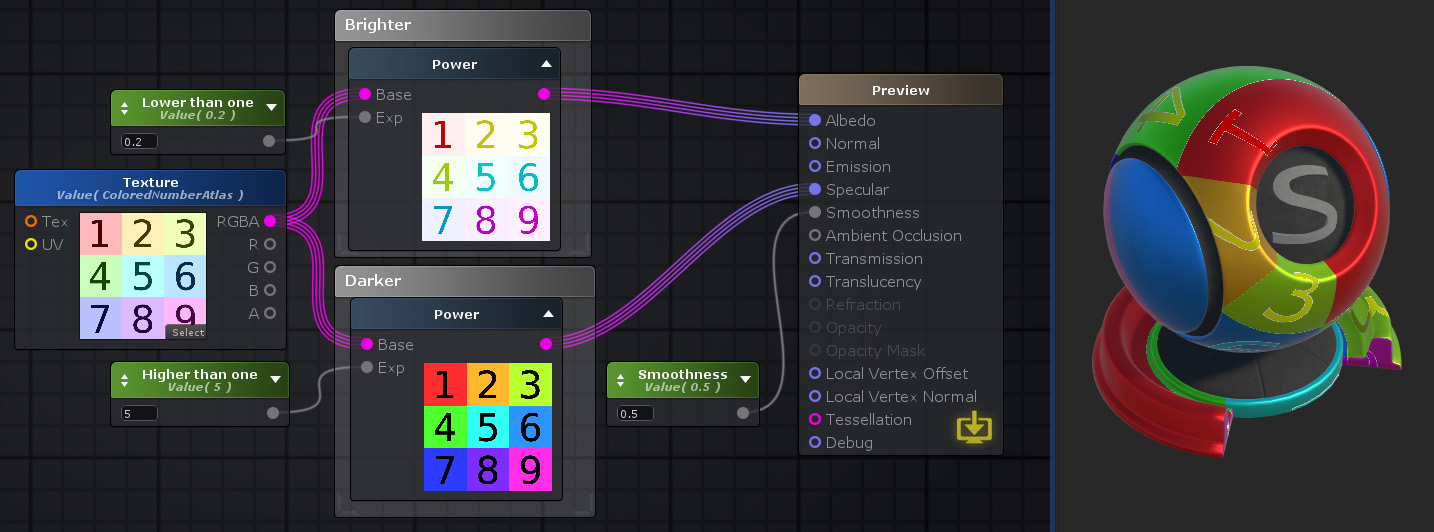 Brighter
Power
Base
Exp
1 2 3
4 5 6
7 8 9
Lower than one
Value( 0.2 )
0.2
Texture
Value( ColoredNumberAtlas )
Tex
UV
1 2 3
4 5 6
7 8 9
Select
RGBA
R
G
B
A
Darker
Power
Base
Exp
1 2 3
4 5 6
7 8 9
Higher than one
Value( 5 )
5
Smoothness
Value( 0.5 )
0.5
Preview
Albedo
Normal
Emission
Specular
Smoothness
Ambient Occlusion
Transmission
Translucency
Refraction
Opacity
Opacity Mask
Local Vertex Offset
Local Vertex Normal
Tessellation
Debug
S
3